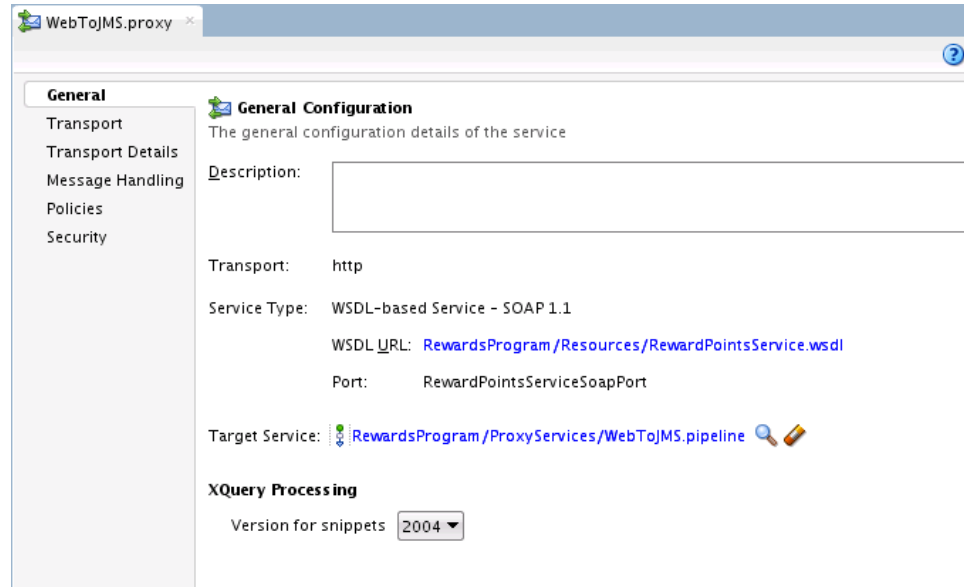 WebToJMS.proxy
General
Transport
Transport Details
Message Handling
Policies
Security
General Configuration
The general configuration details of the service
Description:
Transport: http
Service Type: WSDL-based Service - SOAP 1.1
WSDL URL: RewardsProgram/Resources/RewardPointsService.wsdl
Port: RewardPointsServiceSoapPort
Target Service: RewardsProgram/ProxyServices/WebToJMS.pipeline
XQuery Processing
Version for snippets 2004